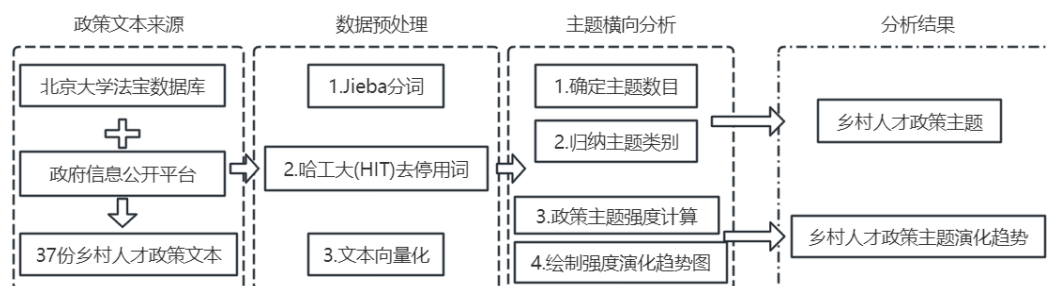 政策文本来源
数据预处理
主题横向分析
分析结果
北京大学法宝数据库
政府信息公开平台
37份乡村人才政策文本
1.Jieba分词
2.哈工大(HIT)去停用词
3.文本向量化
1.确定主题数目
2.归纳主题类别
3.政策主题强度计算
4.绘制强度演化趋势图
乡村人才政策主题
乡村人才政策主题演化趋势